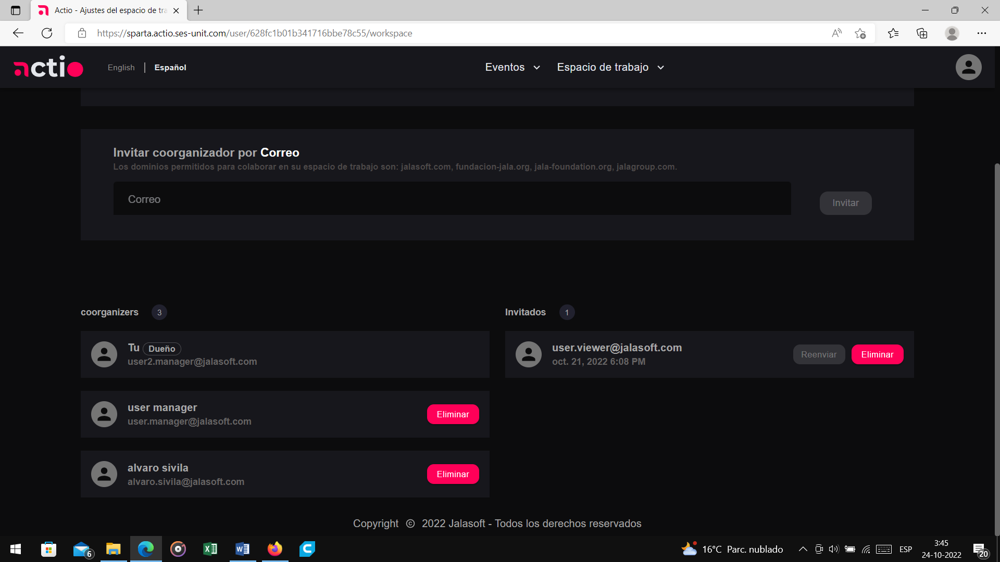 Actio - Ajustes del espacio de tra
https://sparta.actio.ses-unit.com/user/628fc1b01b341716bbe78c55/workspace
actio
English | Español
Eventos
Espacio de trabajo
Invitar coorganizador por Correo
Los dominios permitidos para colaborar en su espacio de trabajo son: jalasoft.com, fundacion-jala.org, jala-foundation.org, jalagroup.com.
Correo
Invitar
coorganizers 3
Tu Dueño
user2.manager@jalasoft.com
user manager
user.manager@jalasoft.com
Eliminar
alvaro sivila
alvaro.sivila@jalasoft.com
Eliminar
Invitados 1
user.viewer@jalasoft.com
oct. 21, 2022 6:08 PM
Reenviar
Eliminar
Copyright © 2022 Jalasoft - Todos los derechos reservados
6
16°C Parc. nublado
ESP
3:45
24-10-2022
20